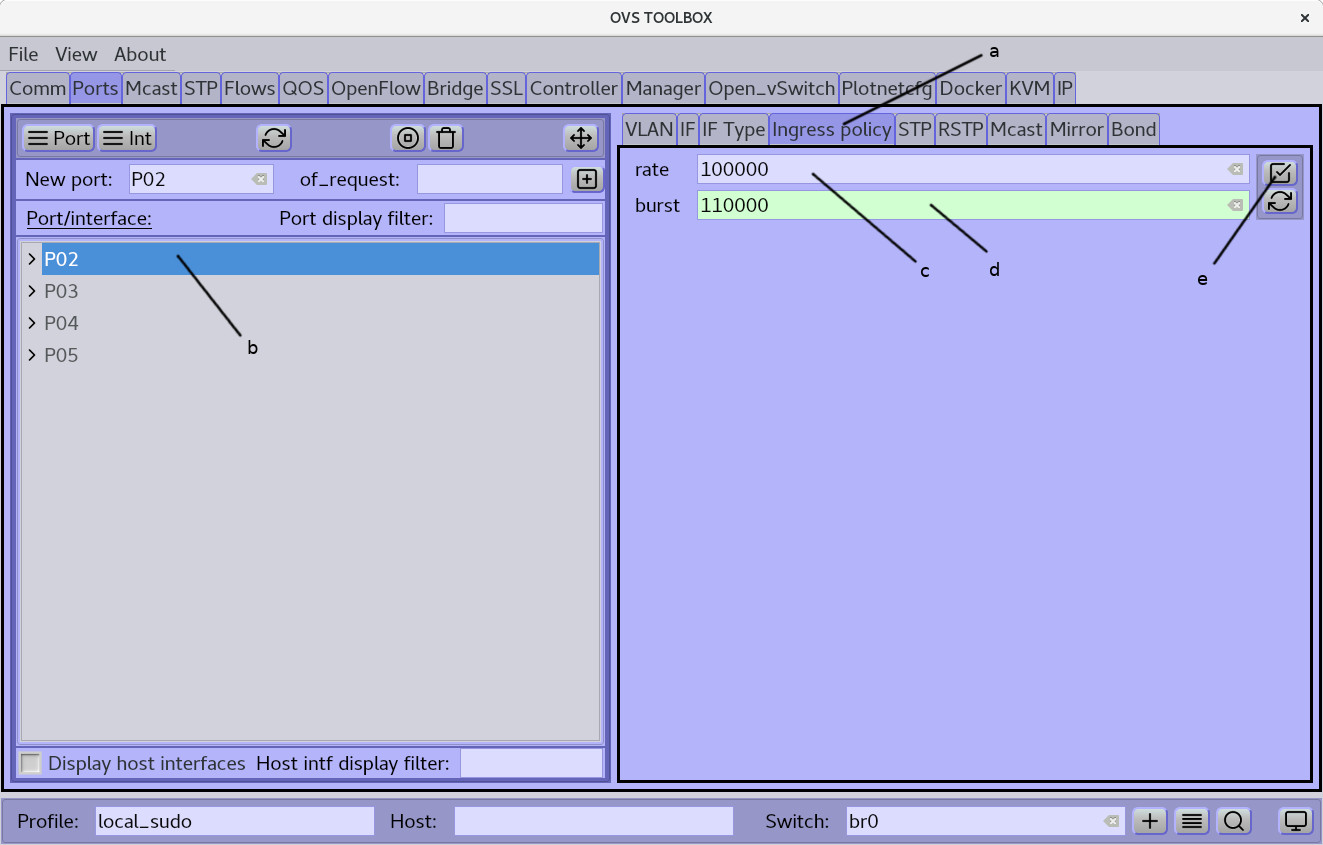 OVS TOOLBOX
File View About
a
Comm Ports Mcast STP Flows QOS OpenFlow Bridge SSL Controller Manager Open_vSwitch Plotnetcfg Docker KVM IP
Port Int
VLAN IF IF Type Ingress policy STP RSTP Mcast Mirror Bond
New port: P02 of_request:
rate 100000
burst 110000
Port/interface: Port display filter:
P02
P03
P04
P05
b
c
d
e
Display host interfaces Host intf display filter:
Profile: local_sudo Host: Switch: br0